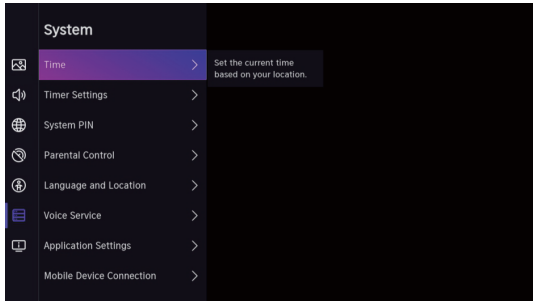 System
Time
Set the current time
based on your location.
Timer Settings
System PIN
Parental Control
Language and Location
Voice Service
Application Settings
Mobile Device Connection